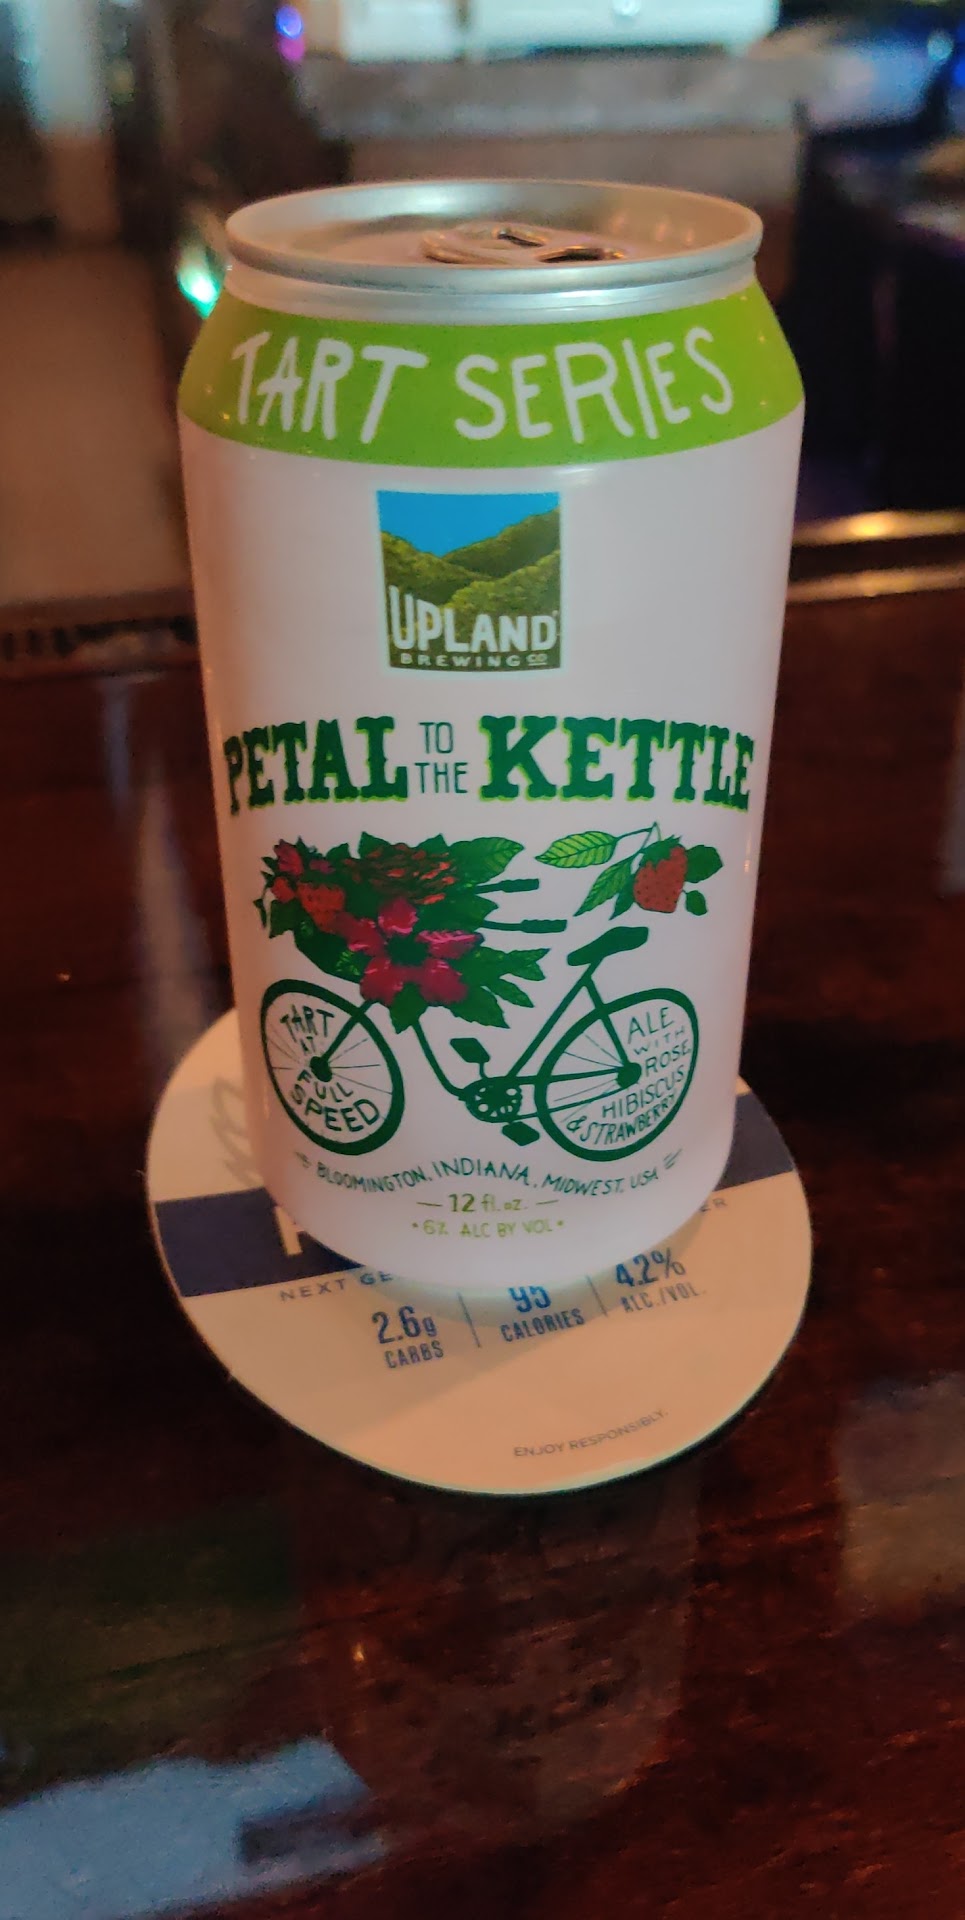 TART SERIES
UPLAND
BREWING CO
PETAL TO THE KETTLE
TART
AT
FULL
SPEED
ALE
WITH
ROSE
HIBISCUS
& STRAWBERRY
BLOOMINGTON, INDIANA, MIDWEST, USA
12 fl. oz.
6% ALC BY VOL
NEXT GE
ER
2.6g
CARBS
95
CALORIES
4.2%
ALC./VOL.
ENJOY RESPONSIBLY.